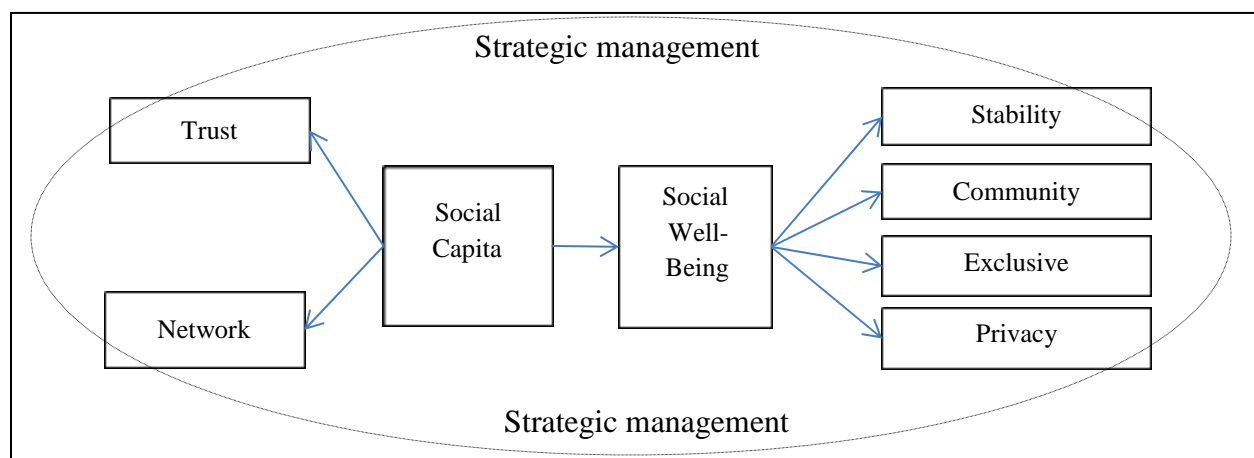 Strategic management
Trust
Network
Social
Capita
Social
Well-
Being
Stability
Community
Exclusive
Privacy
Strategic management